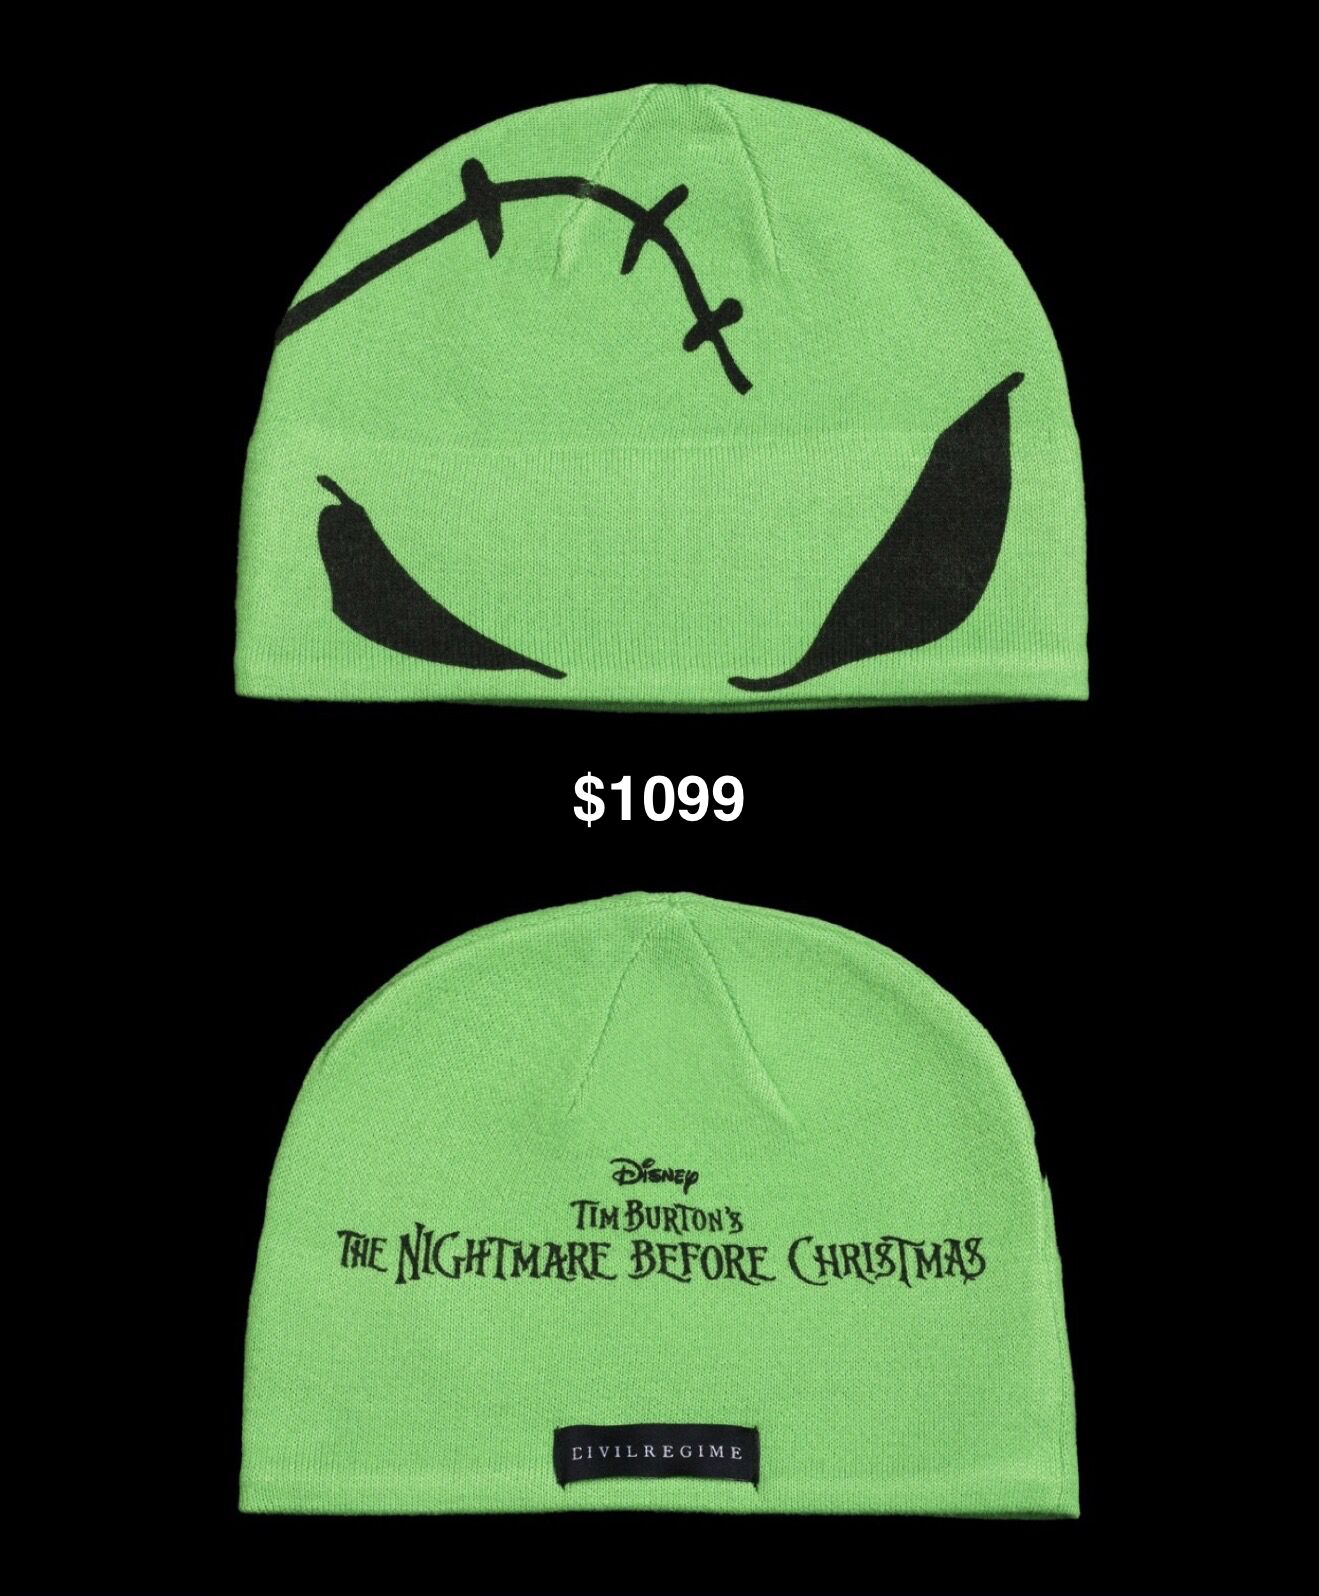 $1099
Disney
Tim Burton's
The Nightmare Before Christmas
CIVILREGIME